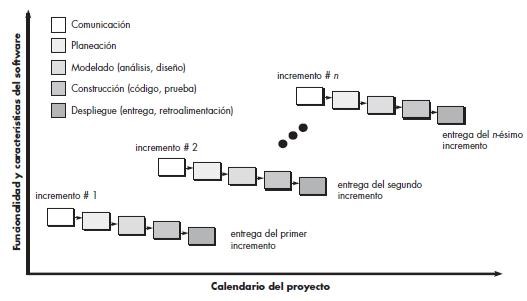 Funcionalidad y características del software
Comunicación
Planeación
Modelado (análisis, diseño)
Construcción (código, prueba)
Despliegue (entrega, retroalimentación)
incremento # n
entrega del n-ésimo
incremento
incremento # 2
entrega del segundo
incremento
incremento # 1
entrega del primer
incremento
Calendario del proyecto